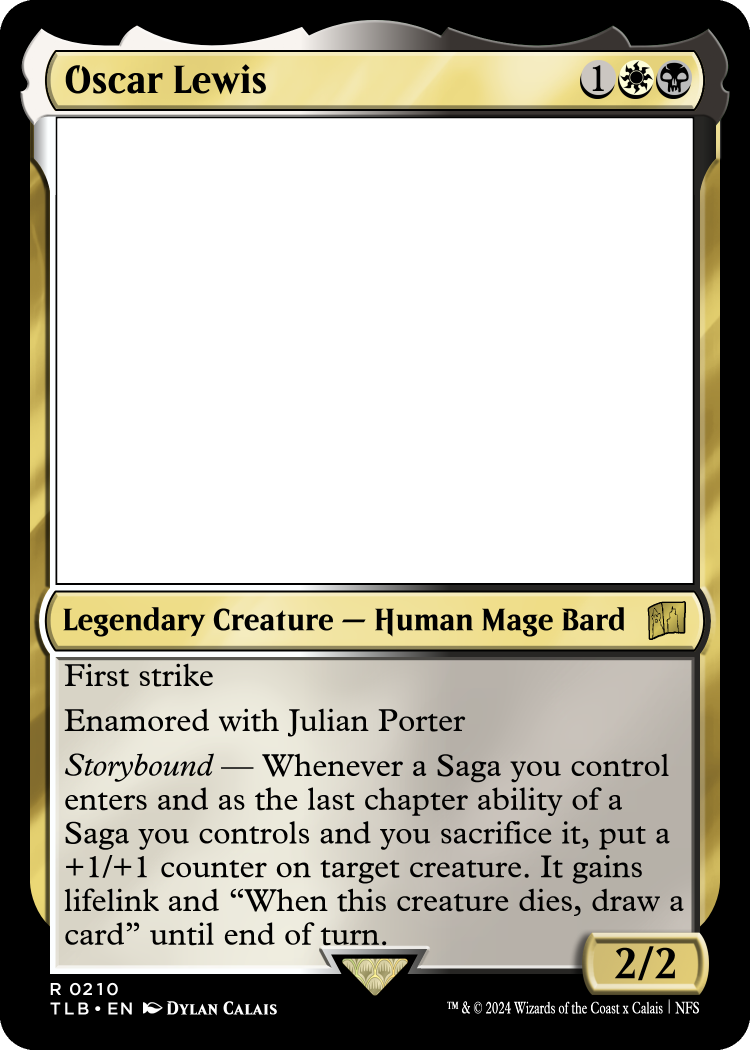 Oscar Lewis 1
Legendary Creature — Human Mage Bard
First strike
Enamored with Julian Porter
Storybound — Whenever a Saga you control
enters and as the last chapter ability of a
Saga you controls and you sacrifice it, put a
+1/+1 counter on target creature. It gains
lifelink and “When this creature dies, draw a
card” until end of turn.
2/2
R 0210
TLB • EN Dylan Calais
™ & © 2024 Wizards of the Coast x Calais | NFS